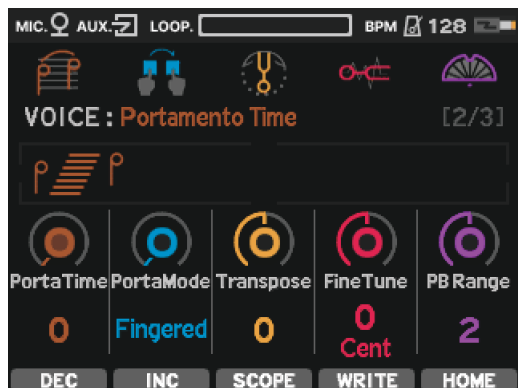 MIC. AUX. LOOP. BPM 128
VOICE : Portamento Time [2/3]
PortaTime PortaMode Transpose FineTune PB Range
0 Fingered 0 0 Cent 2
DEC INC SCOPE WRITE HOME